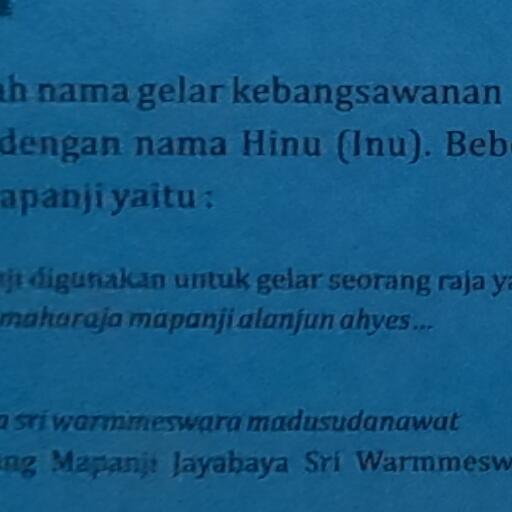 ah nama gelar kebangsawanan
dengan nama Hinu (Inu). Beb
apanji yaitu :
ji digunakan untuk gelar seorang raja ya
maharaja mapanji alanjun ahyes...
a sri warmmeswara madusudanawat
ng Mapanji Jayabaya Sri Warmmesw